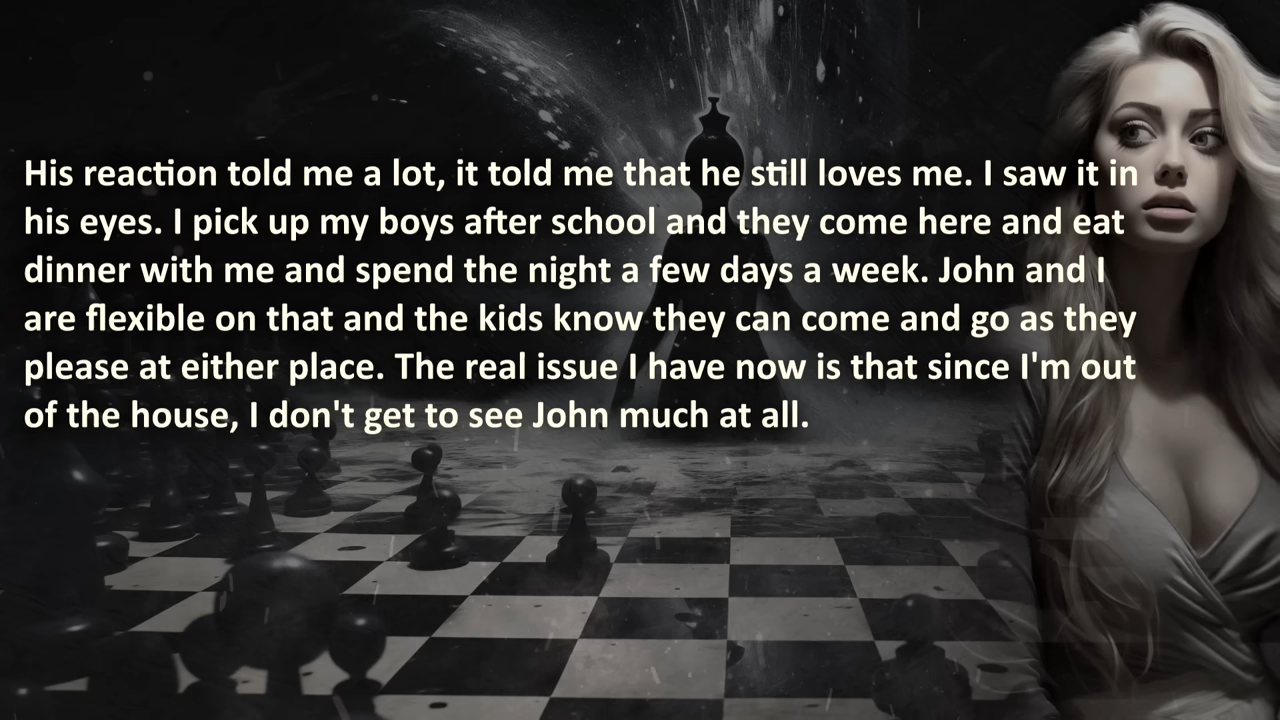 His reaction told me a lot, it told me that he still loves me. I saw it in
his eyes. I pick up my boys after school and they come here and eat
dinner with me and spend the night a few days a week. John and I
are flexible on that and the kids know they can come and go as they
please at either place. The real issue I have now is that since I'm out
of the house, I don't get to see John much at all.